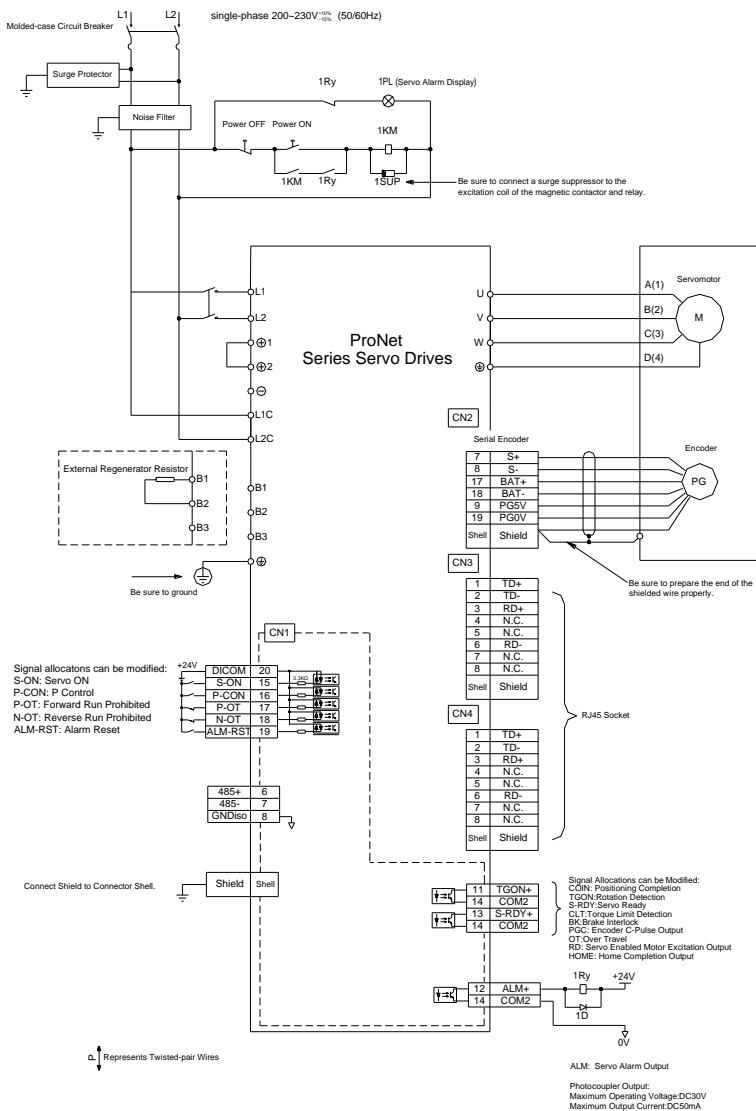 L1 L2
single-phase 200~230V +10% -15% (50/60Hz)
Molded-case Circuit Breaker
Surge Protector
Noise Filter
1Ry
1PL (Servo Alarm Display)
Power OFF Power ON
1KM
1KM 1Ry
1SUP
Be sure to connect a surge suppressor to the
excitation coil of the magnetic contactor and relay.
L1
L2
1
2
L1C
L2C
ProNet
Series Servo Drives
U
V
W
A(1)
B(2)
C(3)
D(4)
Servomotor
M
External Regenerator Resistor
B1
B2
B3
B1
B2
B3
Be sure to ground
CN2
Serial Encoder
7 S+
8 S-
17 BAT+
18 BAT-
9 PG5V
19 PG0V
Shell Shield
Encoder
PG
Be sure to prepare the end of the
shielded wire properly.
CN3
1 TD+
2 TD-
3 RD+
4 N.C.
5 N.C.
6 RD-
7 N.C.
8 N.C.
Shell Shield
CN4
1 TD+
2 TD-
3 RD+
4 N.C.
5 N.C.
6 RD-
7 N.C.
8 N.C.
Shell Shield
RJ45 Socket
CN1
Signal allocatons can be modified:
S-ON: Servo ON
P-CON: P Control
P-OT: Forward Run Prohibited
N-OT: Reverse Run Prohibited
ALM-RST: Alarm Reset
+24V
DICOM 20
S-ON 15
P-CON 16
P-OT 17
N-OT 18
ALM-RST 19
3.3KΩ
485+ 6
485- 7
GNDiso 8
Connect Shield to Connector Shell.
Shield Shell
11 TGON+
14 COM2
13 S-RDY+
14 COM2
Signal Allocations can be Modified:
COIN: Positioning Completion
TGON:Rotation Detection
S-RDY:Servo Ready
CLT:Torque Limit Detection
BK:Brake Interlock
PGC: Encoder C-Pulse Output
OT:Over Travel
RD: Servo Enabled Motor Excitation Output
HOME: Home Completion Output
12 ALM+
14 COM2
1Ry
+24V
1D
0V
ALM: Servo Alarm Output
Photocoupler Output:
Maximum Operating Voltage:DC30V
Maximum Output Current:DC50mA
P Represents Twisted-pair Wires